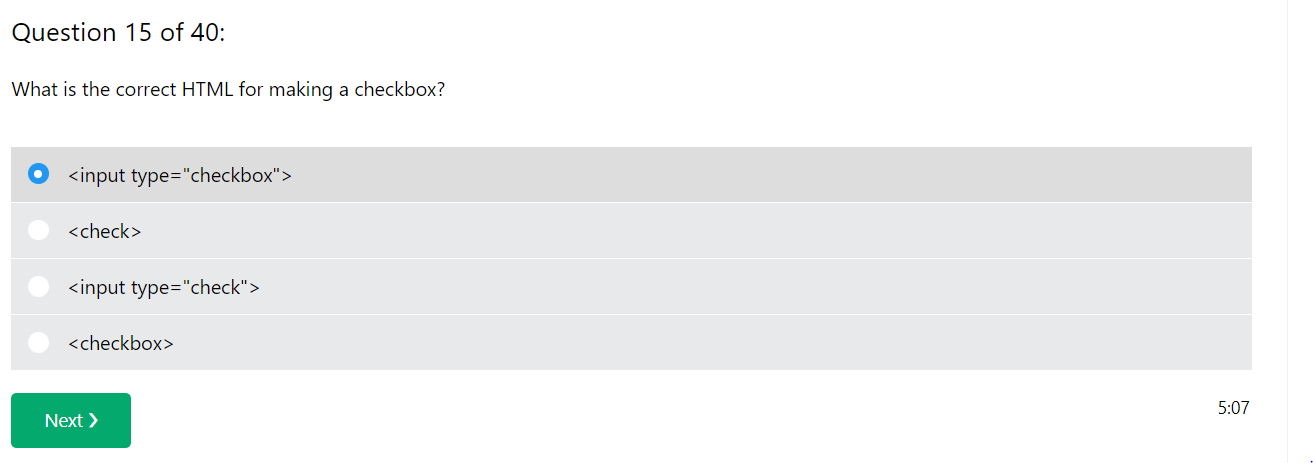 Question 15 of 40:
What is the correct HTML for making a checkbox?
<input type="checkbox">
<check>
<input type="check">
<checkbox>
Next ❯
5:07